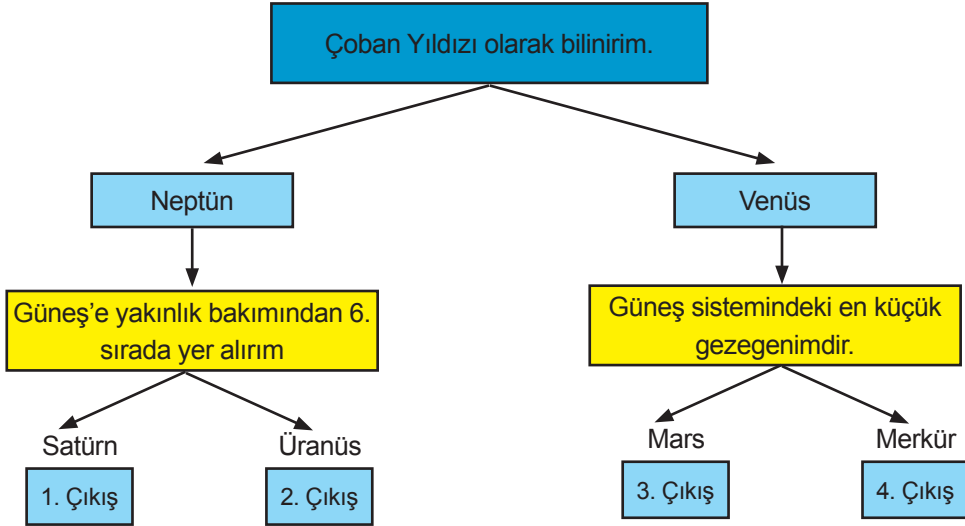 Çoban Yıldızı olarak bilinirim.
Neptün
Venüs
Güneş’e yakınlık bakımından 6.
sırada yer alırım
Güneş sistemindeki en küçük
gezegenimdir.
Satürn
Üranüs
Mars
Merkür
1. Çıkış
2. Çıkış
3. Çıkış
4. Çıkış